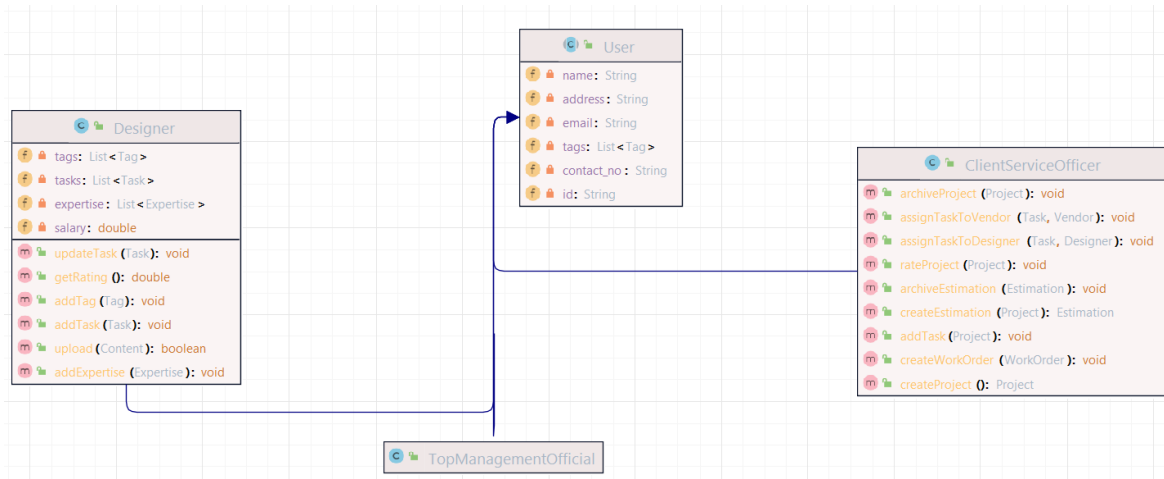 User
name: String
address: String
email: String
tags: List<Tag>
contact_no: String
id: String
Designer
tags: List<Tag>
tasks: List<Task>
expertise: List<Expertise>
salary: double
updateTask(Task): void
getRating(): double
addTag(Tag): void
addTask(Task): void
upload(Content): boolean
addExpertise(Expertise): void
ClientServiceOfficer
archiveProject(Project): void
assignTaskToVendor(Task, Vendor): void
assignTaskToDesigner(Task, Designer): void
rateProject(Project): void
archiveEstimation(Estimation): void
createEstimation(Project): Estimation
addTask(Project): void
createWorkOrder(WorkOrder): void
createProject(): Project
TopManagementOfficial